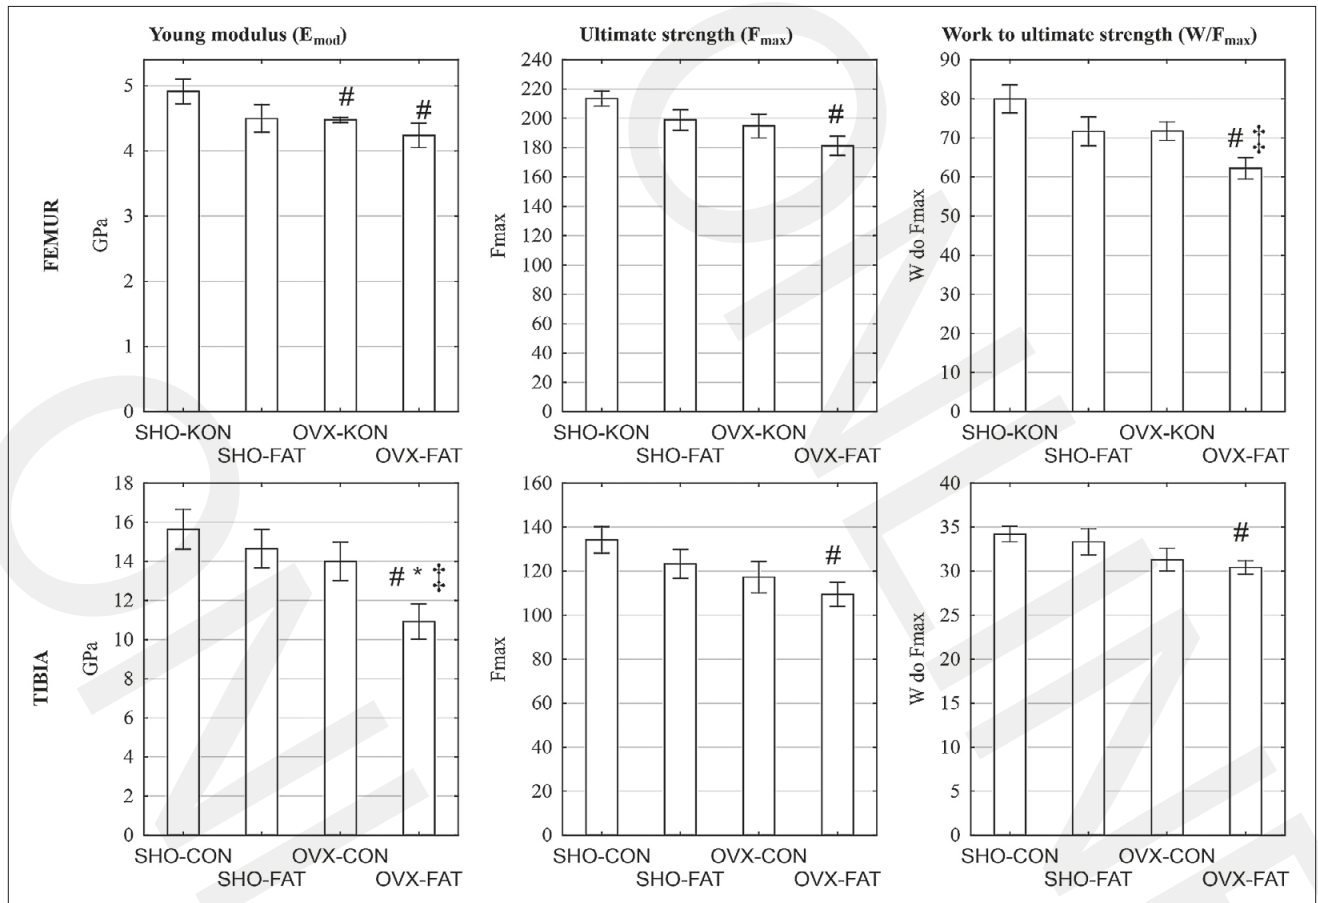 Young modulus (Emod)
Ultimate strength (Fmax)
Work to ultimate strength (W/Fmax)
FEMUR
GPa
5
4
3
2
1
0
#
#
SHO-KON
OVX-KON
SHO-FAT
OVX-FAT
Fmax
240
220
200
180
160
140
120
100
80
60
40
20
0
#
SHO-KON
OVX-KON
SHO-FAT
OVX-FAT
W do Fmax
90
80
70
60
50
40
30
20
10
0
# ‡
SHO-KON
OVX-KON
SHO-FAT
OVX-FAT
TIBIA
GPa
18
16
14
12
10
8
6
4
2
0
# * ‡
SHO-CON
OVX-CON
SHO-FAT
OVX-FAT
Fmax
160
140
120
100
80
60
40
20
0
#
SHO-CON
OVX-CON
SHO-FAT
OVX-FAT
W do Fmax
40
35
30
25
20
15
10
5
0
#
SHO-CON
OVX-CON
SHO-FAT
OVX-FAT